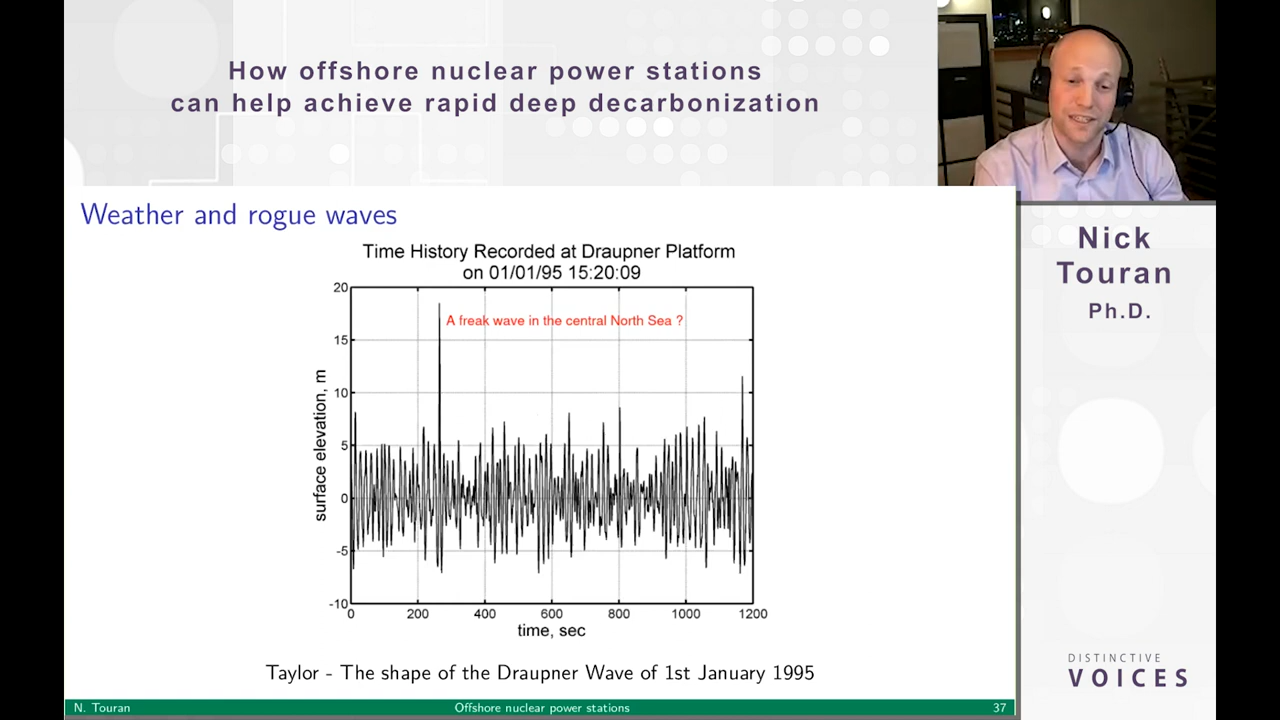 How offshore nuclear power stations
can help achieve rapid deep decarbonization
Weather and rogue waves
Time History Recorded at Draupner Platform
on 01/01/95 15:20:09
A freak wave in the central North Sea ?
surface elevation, m
20
15
10
5
0
-5
-10
0
200
400
600
800
1000
1200
time, sec
Taylor - The shape of the Draupner Wave of 1st January 1995
N. Touran
Offshore nuclear power stations
37
Nick
Touran
Ph.D.
DISTINCTIVE
VOICES